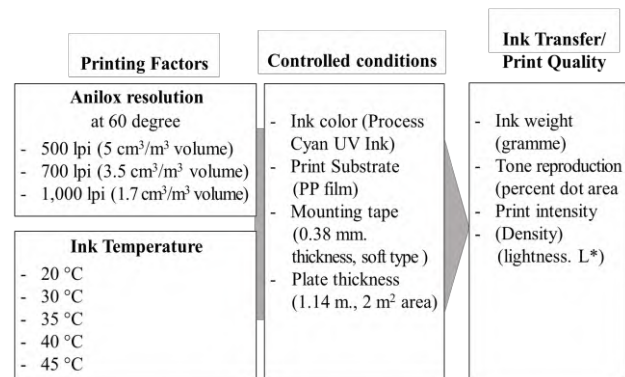 Printing Factors
Anilox resolution
at 60 degree
- 500 lpi (5 cm³/m³ volume)
- 700 lpi (3.5 cm³/m³ volume)
- 1,000 lpi (1.7 cm³/m³ volume)
Ink Temperature
- 20 °C
- 30 °C
- 35 °C
- 40 °C
- 45 °C
Controlled conditions
- Ink color (Process
Cyan UV Ink)
- Print Substrate
(PP film)
- Mounting tape
(0.38 mm.
thickness, soft type )
- Plate thickness
(1.14 m., 2 m² area)
Ink Transfer/
Print Quality
- Ink weight
(gramme)
- Tone reproduction
(percent dot area
- Print intensity
- (Density)
(lightness. L*)